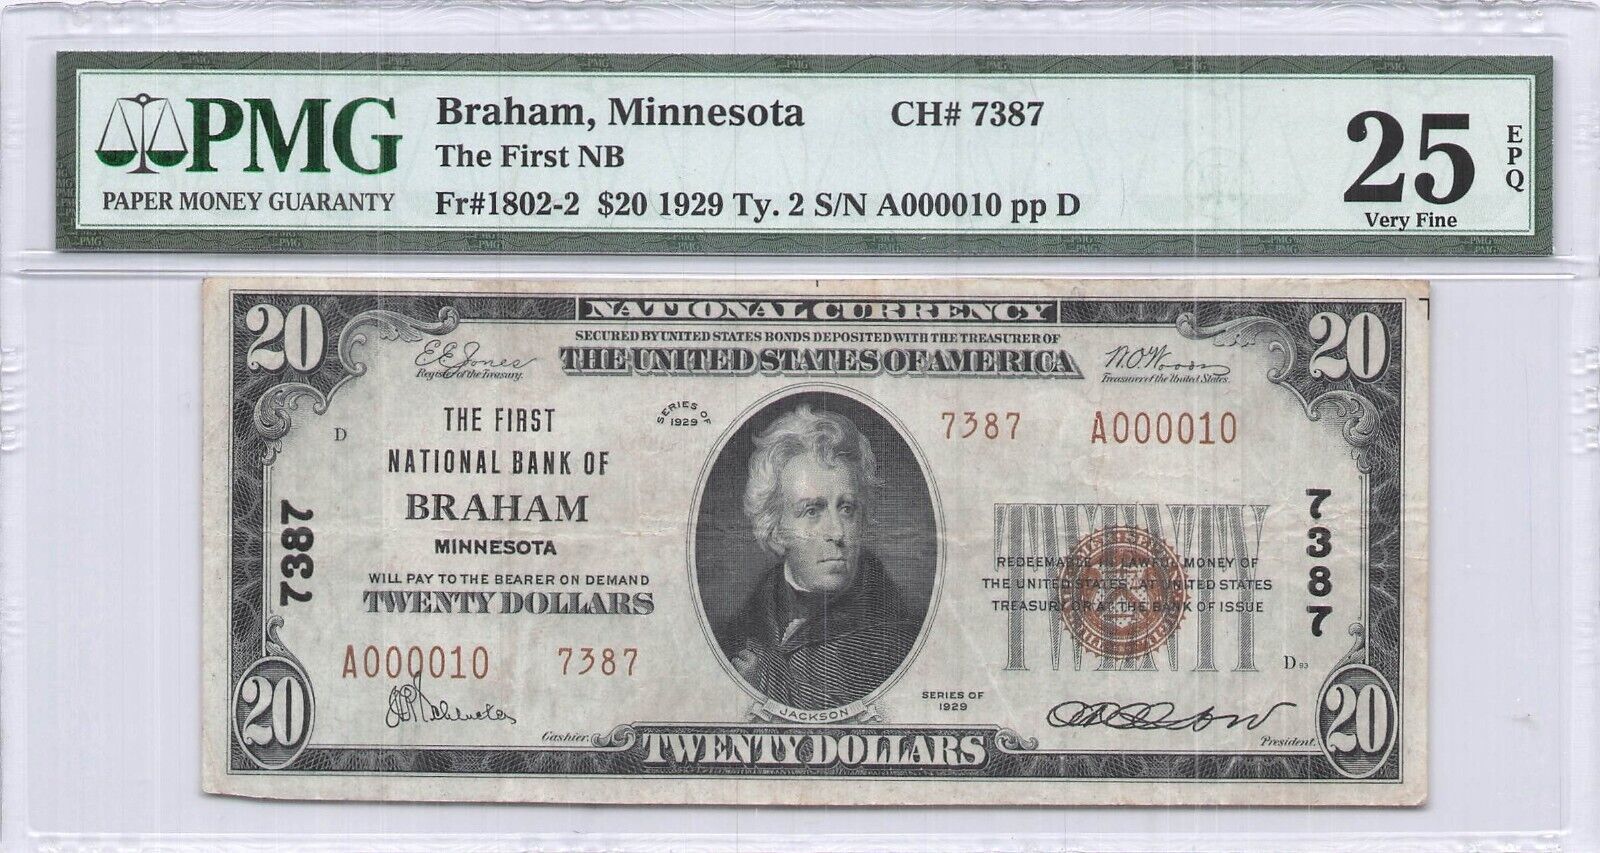 PMG
PAPER MONEY GUARANTY
Braham, Minnesota CH# 7387
The First NB
Fr#1802-2 $20 1929 Ty. 2 S/N A000010 pp D
25 EPQ
Very Fine
NATIONAL CURRENCY
SECURED BY UNITED STATES BONDS DEPOSITED WITH THE TREASURER OF
THE UNITED STATES OF AMERICA
20
20
E.E. Jones
Register of the Treasury.
W.O. Woods
Treasurer of the United States.
THE FIRST
NATIONAL BANK OF
BRAHAM
MINNESOTA
D
SERIES OF
1929
7387 A000010
7387
7387
WILL PAY TO THE BEARER ON DEMAND
TWENTY DOLLARS
REDEEMABLE IN LAWFUL MONEY OF
THE UNITED STATES AT UNITED STATES
TREASURY OR AT THE BANK OF ISSUE
TWENTY
A000010 7387
D 93
SERIES OF
1929
JACKSON
Cashier.
President.
20
TWENTY DOLLARS
20